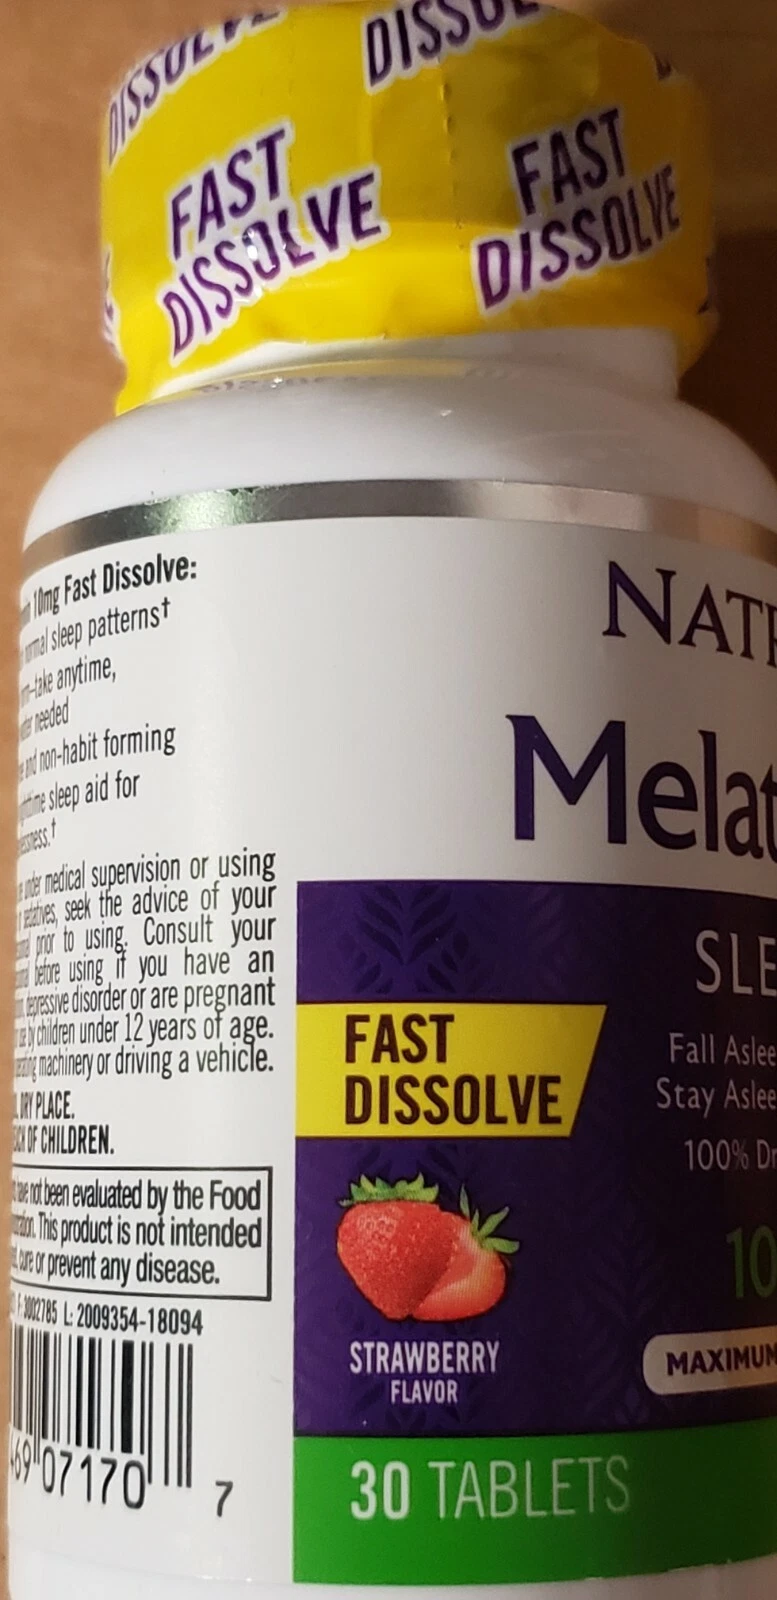 DISSOLVE
DISSOLVE
FAST
DISSOLVE
FAST
DISSOLVE
10mg Fast Dissolve:
sleep patterns†
take anytime,
needed
and non-habit forming
sleep aid for
under medical supervision or using
sedatives, seek the advice of your
prior to using. Consult your
before using if you have an
depressive disorder or are pregnant
by children under 12 years of age.
machinery or driving a vehicle.
DRY PLACE.
OF CHILDREN.
have not been evaluated by the Food
This product is not intended
cure or prevent any disease.
F: 3002785 L: 2009354-18094
69 07170 7
NAT
Melat
SLE
FAST
DISSOLVE
Fall Aslee
Stay Aslee
100% Dr
10
STRAWBERRY
FLAVOR
MAXIMUM
30 TABLETS